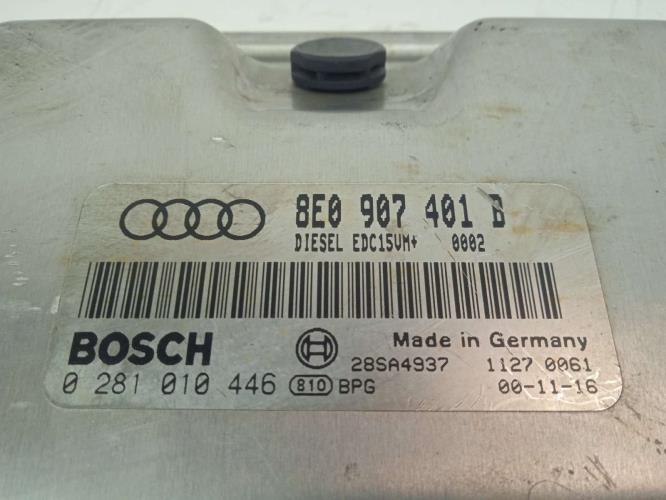 8E0 907 401 B
DIESEL EDC15VM+ 0002
BOSCH
Made in Germany
28SA4937 1127 0061
0 281 010 446 810 BPG 00-11-16